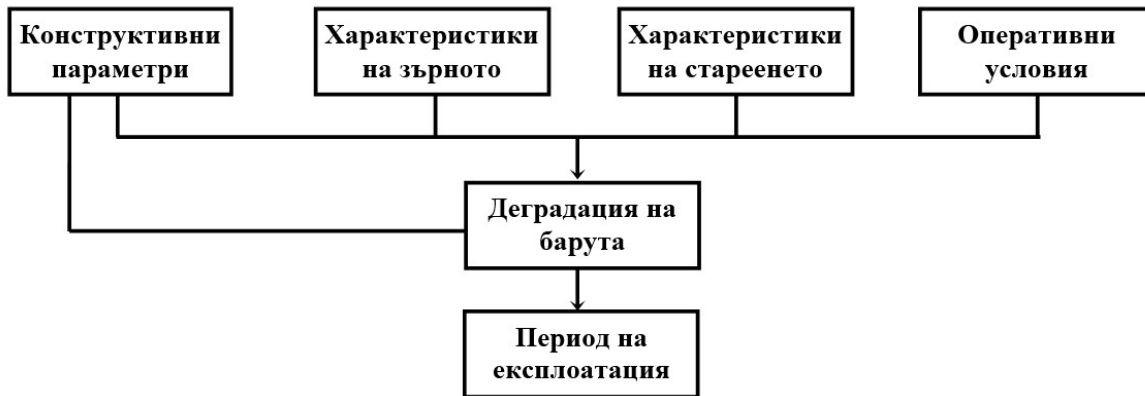 Конструктивни
параметри
Характеристики
на зърното
Характеристики
на стареенето
Оперативни
условия
Деградация на
барута
Период на
експлоатация